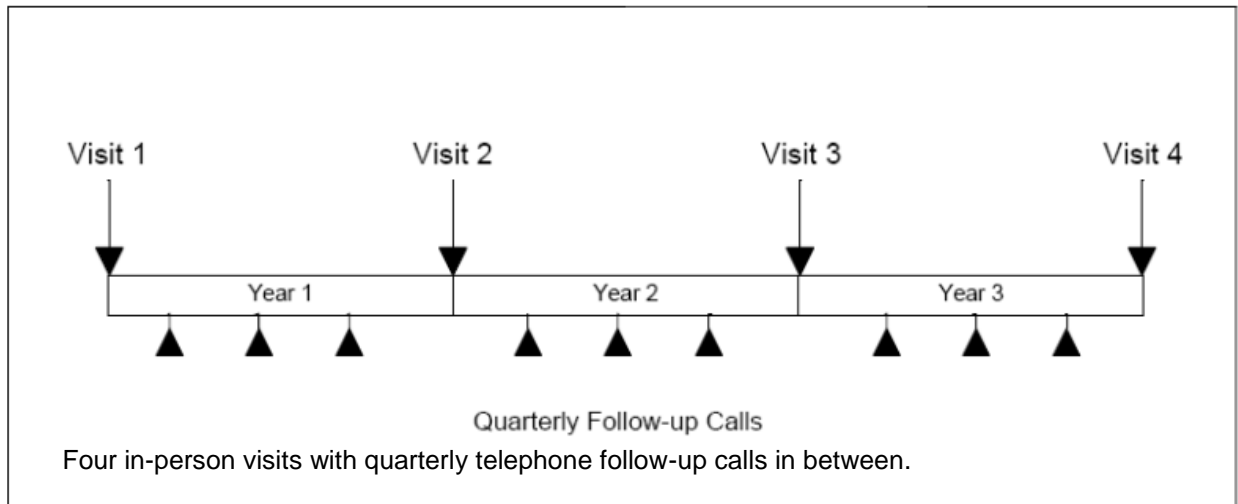 Visit 1 Visit 2 Visit 3 Visit 4
Year 1 Year 2 Year 3
Quarterly Follow-up Calls
Four in-person visits with quarterly telephone follow-up calls in between.